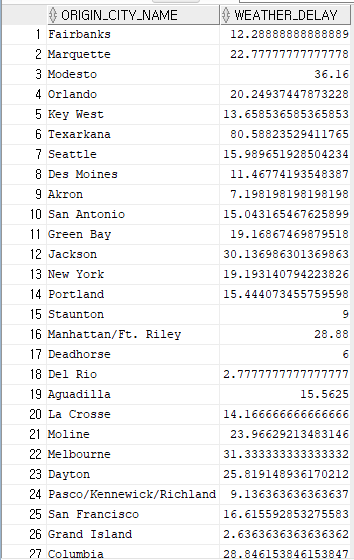 ORIGIN_CITY_NAME WEATHER_DELAY
1 Fairbanks 12.28888888888889
2 Marquette 22.77777777777778
3 Modesto 36.16
4 Orlando 20.24937447873228
5 Key West 13.658536585365853
6 Texarkana 80.58823529411765
7 Seattle 15.989651928504234
8 Des Moines 11.46774193548387
9 Akron 7.198198198198198
10 San Antonio 15.043165467625899
11 Green Bay 19.16867469879518
12 Jackson 30.136986301369863
13 New York 19.193140794223826
14 Portland 15.444073455759598
15 Staunton 9
16 Manhattan/Ft. Riley 28.88
17 Deadhorse 6
18 Del Rio 2.7777777777777777
19 Aguadilla 15.5625
20 La Crosse 14.166666666666666
21 Moline 23.96629213483146
22 Melbourne 31.333333333333332
23 Dayton 25.819148936170212
24 Pasco/Kennewick/Richland 9.136363636363637
25 San Francisco 16.615592853275583
26 Grand Island 2.6363636363636362
27 Columbia 28.846153846153847